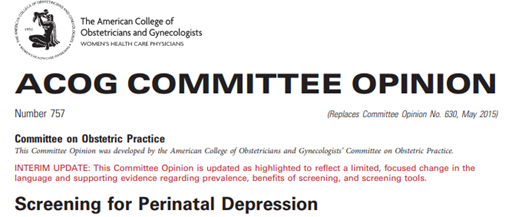 The American College of
Obstetricians and Gynecologists
WOMEN'S HEALTH CARE PHYSICIANS
ACOG COMMITTEE OPINION
Number 757 (Replaces Committee Opinion No. 630, May 2015)
Committee on Obstetric Practice
This Committee Opinion was developed by the American College of Obstetricians and Gynecologists' Committee on Obstetric Practice.
INTERIM UPDATE: This Committee Opinion is updated as highlighted to reflect a limited, focused change in the
language and supporting evidence regarding prevalence, benefits of screening, and screening tools.
Screening for Perinatal Depression